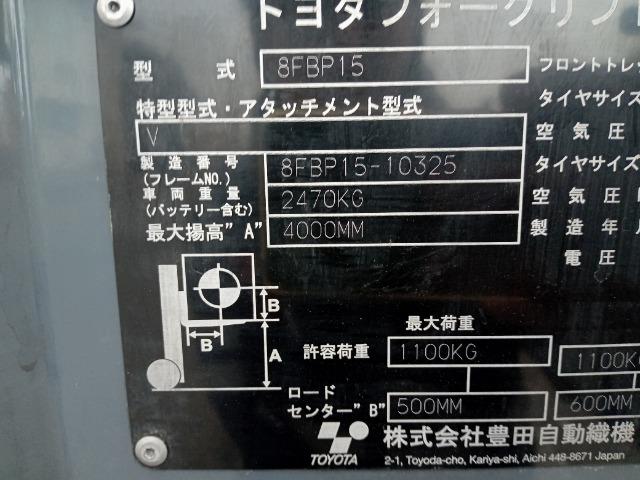 トヨタフォークリフト
型式 8FBP15
フロントトレッ
タイヤサイズ
特型型式・アタッチメント型式
空気圧
V
製造番号
(フレームNO.) 8FBP15-10325
タイヤサイズ
車両重量
(バッテリー含む) 2470KG
空気圧
最大揚高"A" 4000MM
製造年月
電圧
B
B
A
最大荷重
許容荷重 1100KG 1100K
ロード
センター"B" 500MM 600MM
TOYOTA
株式会社豊田自動織機
2-1, Toyoda-cho, Kariya-shi, Aichi 448-8671 Japan